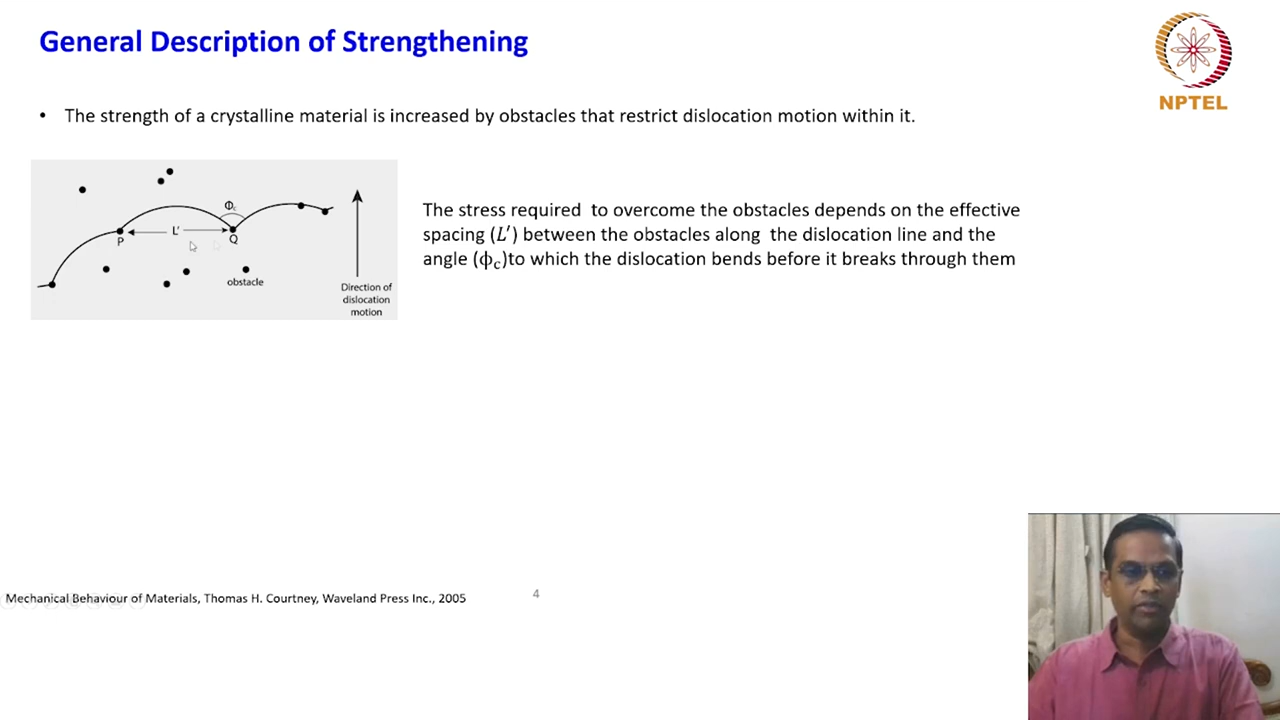 General Description of Strengthening
NPTEL
• The strength of a crystalline material is increased by obstacles that restrict dislocation motion within it.
Φc
L'
P
Q
obstacle
Direction of
dislocation
motion
The stress required to overcome the obstacles depends on the effective
spacing (L′) between the obstacles along the dislocation line and the
angle (ϕc)to which the dislocation bends before it breaks through them
Mechanical Behaviour of Materials, Thomas H. Courtney, Waveland Press Inc., 2005
4